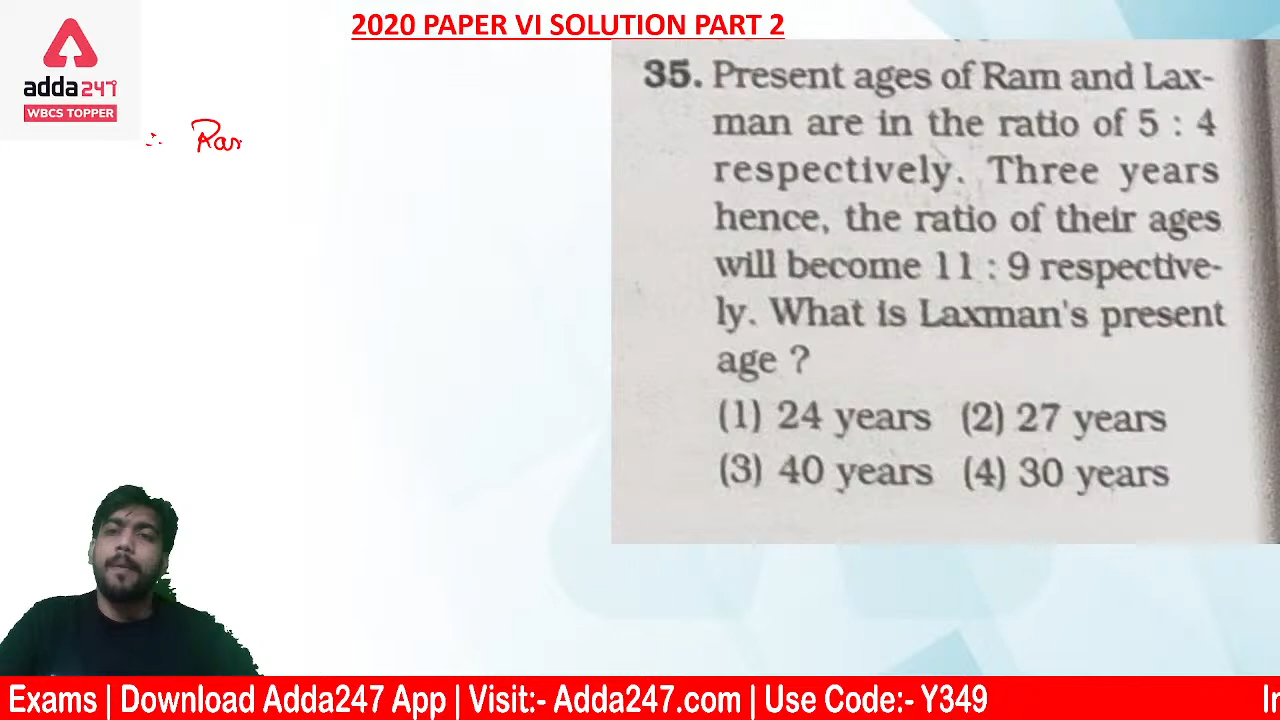 2020 PAPER VI SOLUTION PART 2
adda247
WBCS TOPPER
Ram
35. Present ages of Ram and Lax-
man are in the ratio of 5 : 4
respectively. Three years
hence, the ratio of their ages
will become 11 : 9 respective-
ly. What is Laxman's present
age ?
(1) 24 years (2) 27 years
(3) 40 years (4) 30 years
Exams | Download Adda247 App | Visit:- Adda247.com | Use Code:- Y349